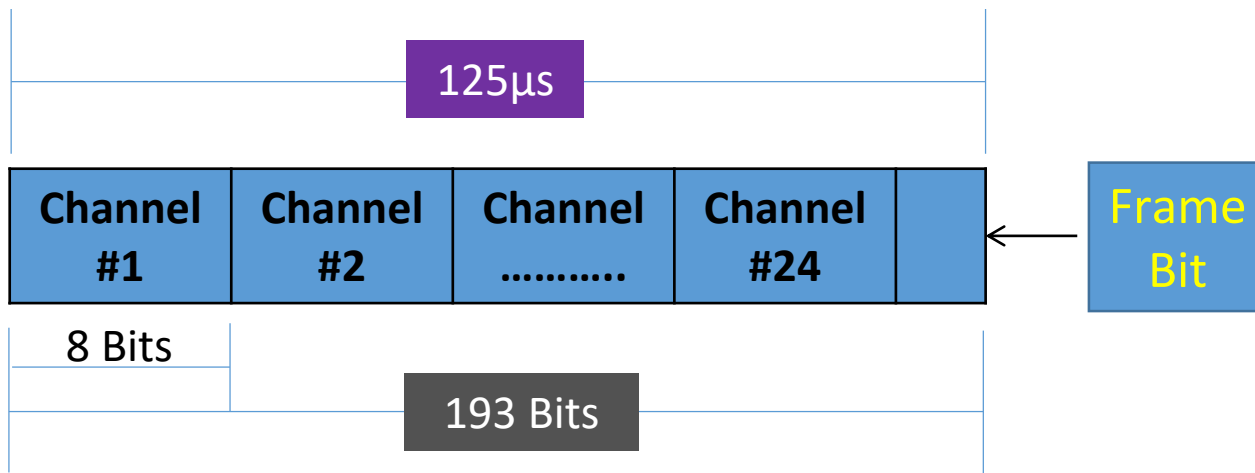 125µs
Channel
#1
Channel
#2
Channel
………..
Channel
#24
Frame
Bit
8 Bits
193 Bits